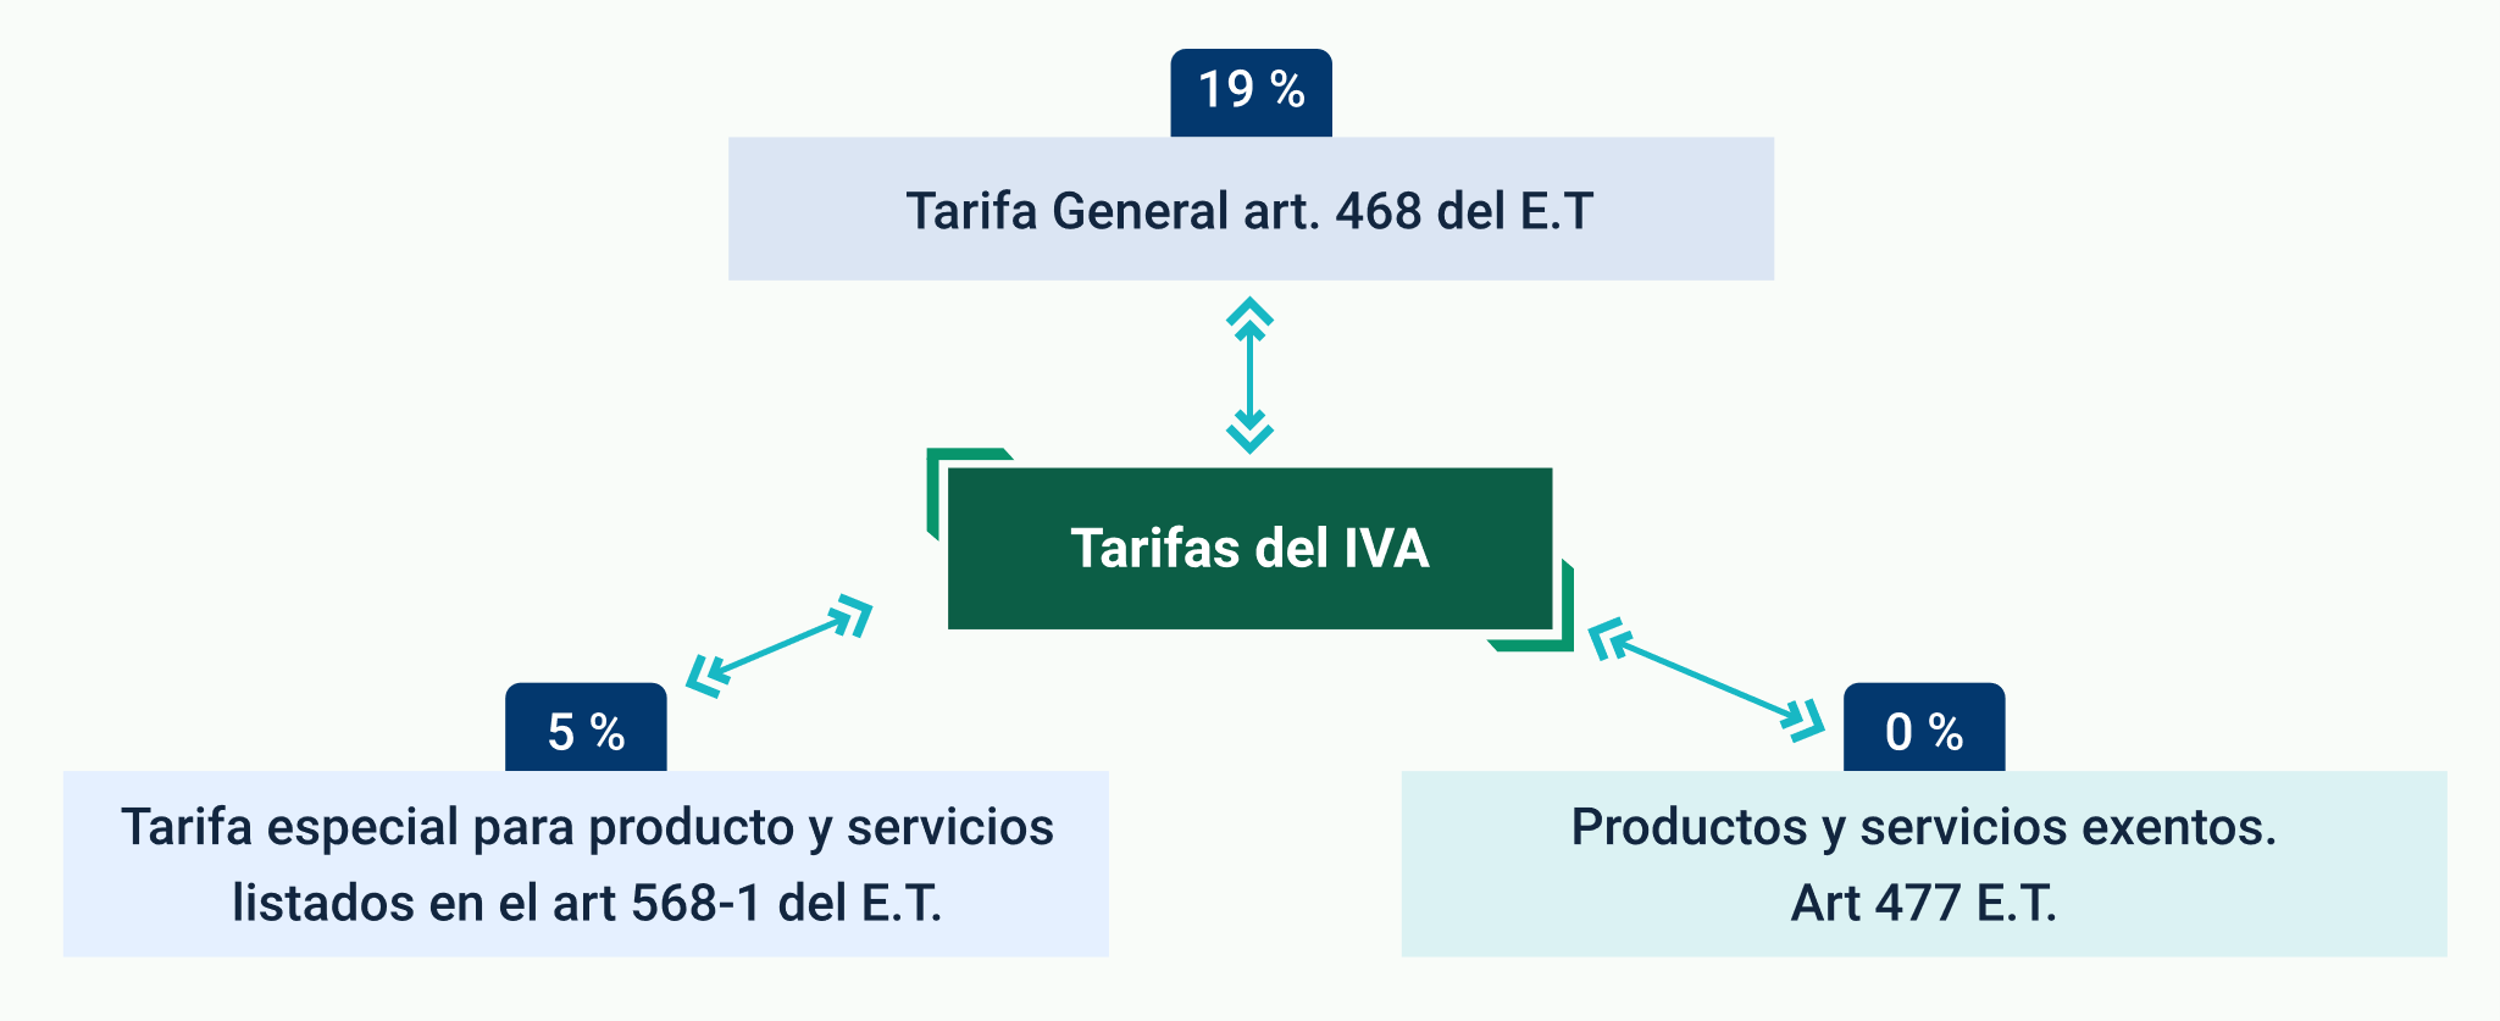 19 %
Tarifa General art. 468 del E.T
Tarifas del IVA
5 %
Tarifa especial para producto y servicios
listados en el art 568-1 del E.T.
0 %
Productos y servicios exentos.
Art 477 E.T.